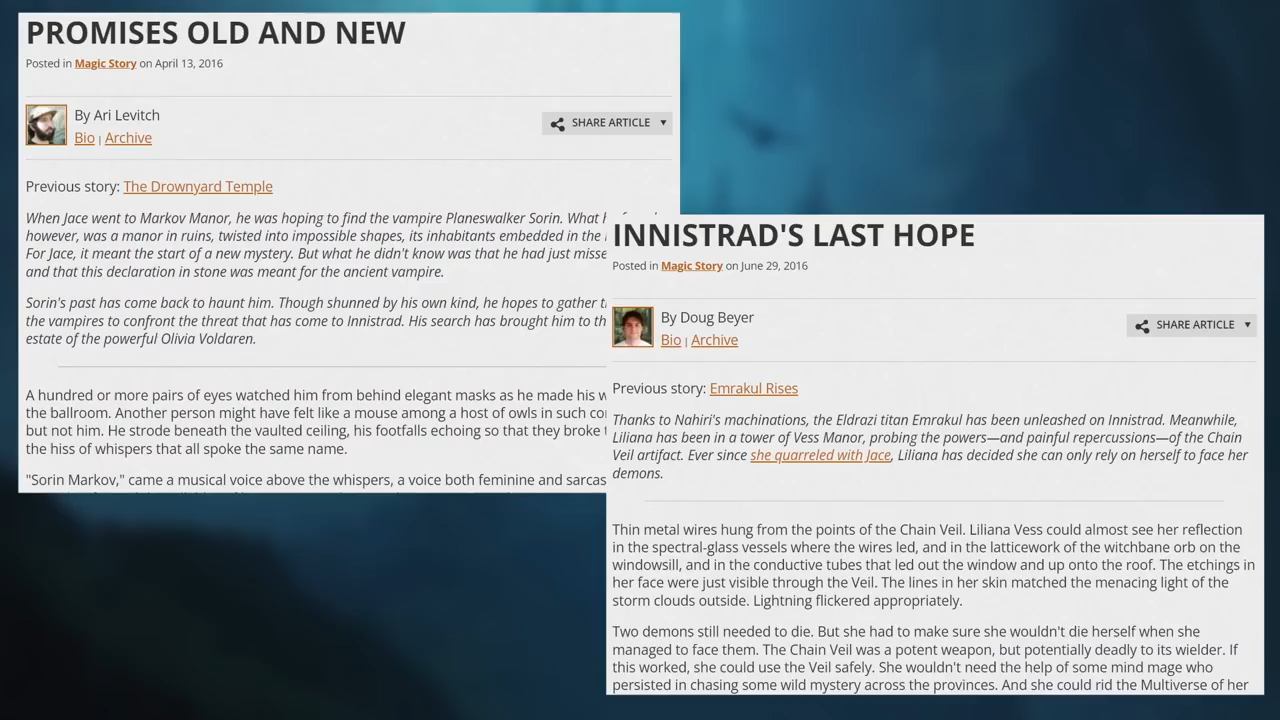 PROMISES OLD AND NEW
Posted in Magic Story on April 13, 2016
By Ari Levitch
Bio | Archive
SHARE ARTICLE
Previous story: The Drownyard Temple
When Jace went to Markov Manor, he was hoping to find the vampire Planeswalker Sorin. What
however, was a manor in ruins, twisted into impossible shapes, its inhabitants embedded in the
For Jace, it meant the start of a new mystery. But what he didn't know was that he had just misse
and that this declaration in stone was meant for the ancient vampire.
Sorin's past has come back to haunt him. Though shunned by his own kind, he hopes to gather
the vampires to confront the threat that has come to Innistrad. His search has brought him to th
estate of the powerful Olivia Voldaren.
A hundred or more pairs of eyes watched him from behind elegant masks as he made his w
the ballroom. Another person might have felt like a mouse among a host of owls in such co
but not him. He strode beneath the vaulted ceiling, his footfalls echoing so that they broke
the hiss of whispers that all spoke the same name.
"Sorin Markov," came a musical voice above the whispers, a voice both feminine and sarcas
INNISTRAD'S LAST HOPE
Posted in Magic Story on June 29, 2016
By Doug Beyer
Bio | Archive
SHARE ARTICLE
Previous story: Emrakul Rises
Thanks to Nahiri's machinations, the Eldrazi titan Emrakul has been unleashed on Innistrad. Meanwhile,
Liliana has been in a tower of Vess Manor, probing the powers—and painful repercussions—of the Chain
Veil artifact. Ever since she quarreled with Jace, Liliana has decided she can only rely on herself to face her
demons.
Thin metal wires hung from the points of the Chain Veil. Liliana Vess could almost see her reflection
in the spectral-glass vessels where the wires led, and in the latticework of the witchbane orb on the
windowsill, and in the conductive tubes that led out the window and up onto the roof. The etchings in
her face were just visible through the Veil. The lines in her skin matched the menacing light of the
storm clouds outside. Lightning flickered appropriately.
Two demons still needed to die. But she had to make sure she wouldn't die herself when she
managed to face them. The Chain Veil was a potent weapon, but potentially deadly to its wielder. If
this worked, she could use the Veil safely. She wouldn't need the help of some mind mage who
persisted in chasing some wild mystery across the provinces. And she could rid the Multiverse of her